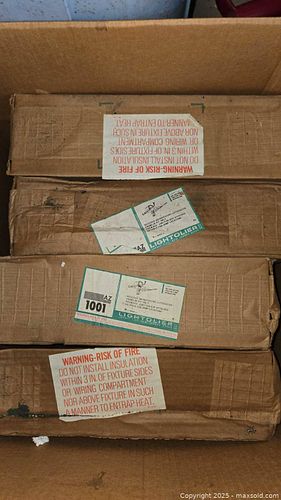 WARNING-RISK OF FIRE
DO NOT INSTALL INSULATION
WITHIN 3 IN. OF FIXTURE SIDES
OR WIRING COMPARTMENT
NOR ABOVE FIXTURE IN SUCH
A MANNER TO ENTRAP HEAT.
AZ
LIGHTOLIER
AZ
1001
LIGHTOLIER
WARNING-RISK OF FIRE
DO NOT INSTALL INSULATION
WITHIN 3 IN. OF FIXTURE SIDES
OR WIRING COMPARTMENT
NOR ABOVE FIXTURE IN SUCH
A MANNER TO ENTRAP HEAT.
Copyright 2025 - maxsold.com